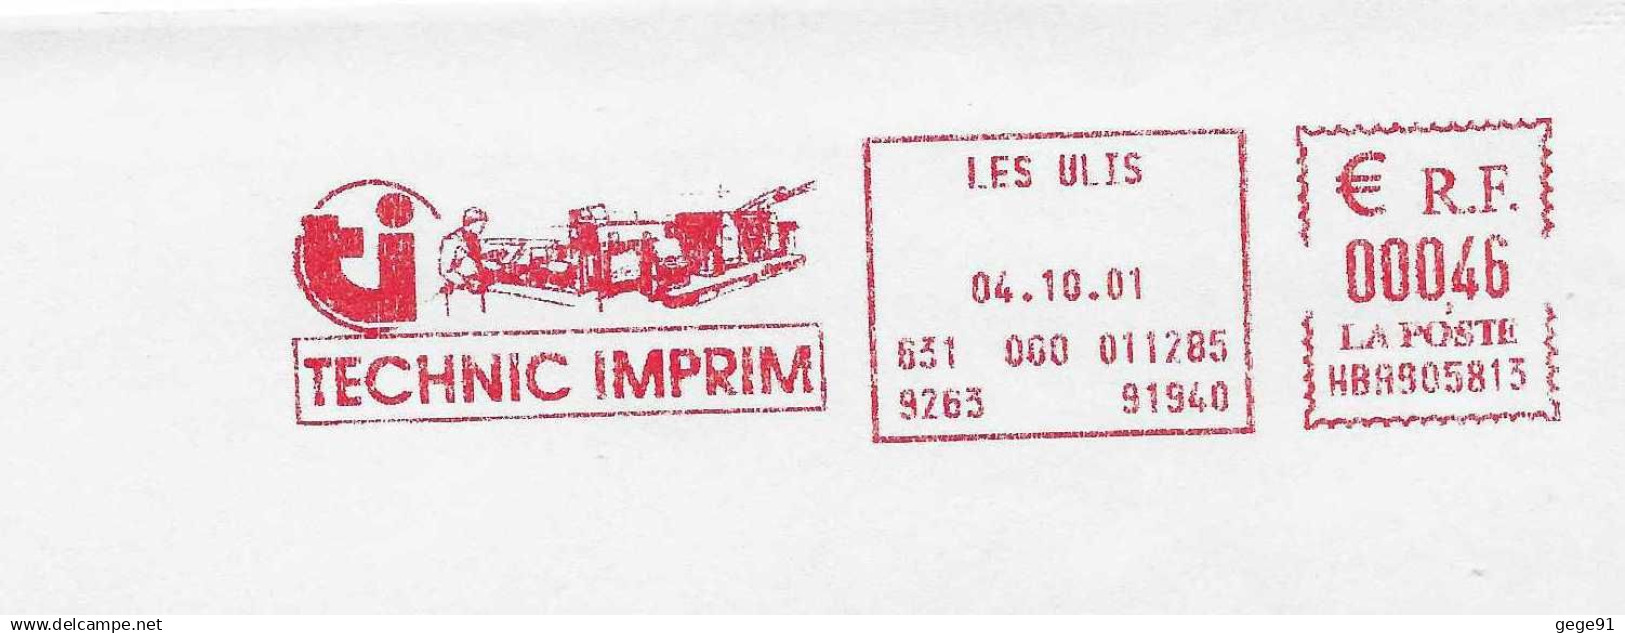 ti
TECHNIC IMPRIM
LES ULIS
04.10.01
631 000 011285
9263 91940
€ R.F.
00046
LA POSTE
HBA905813
www.delcampe.net
gege91